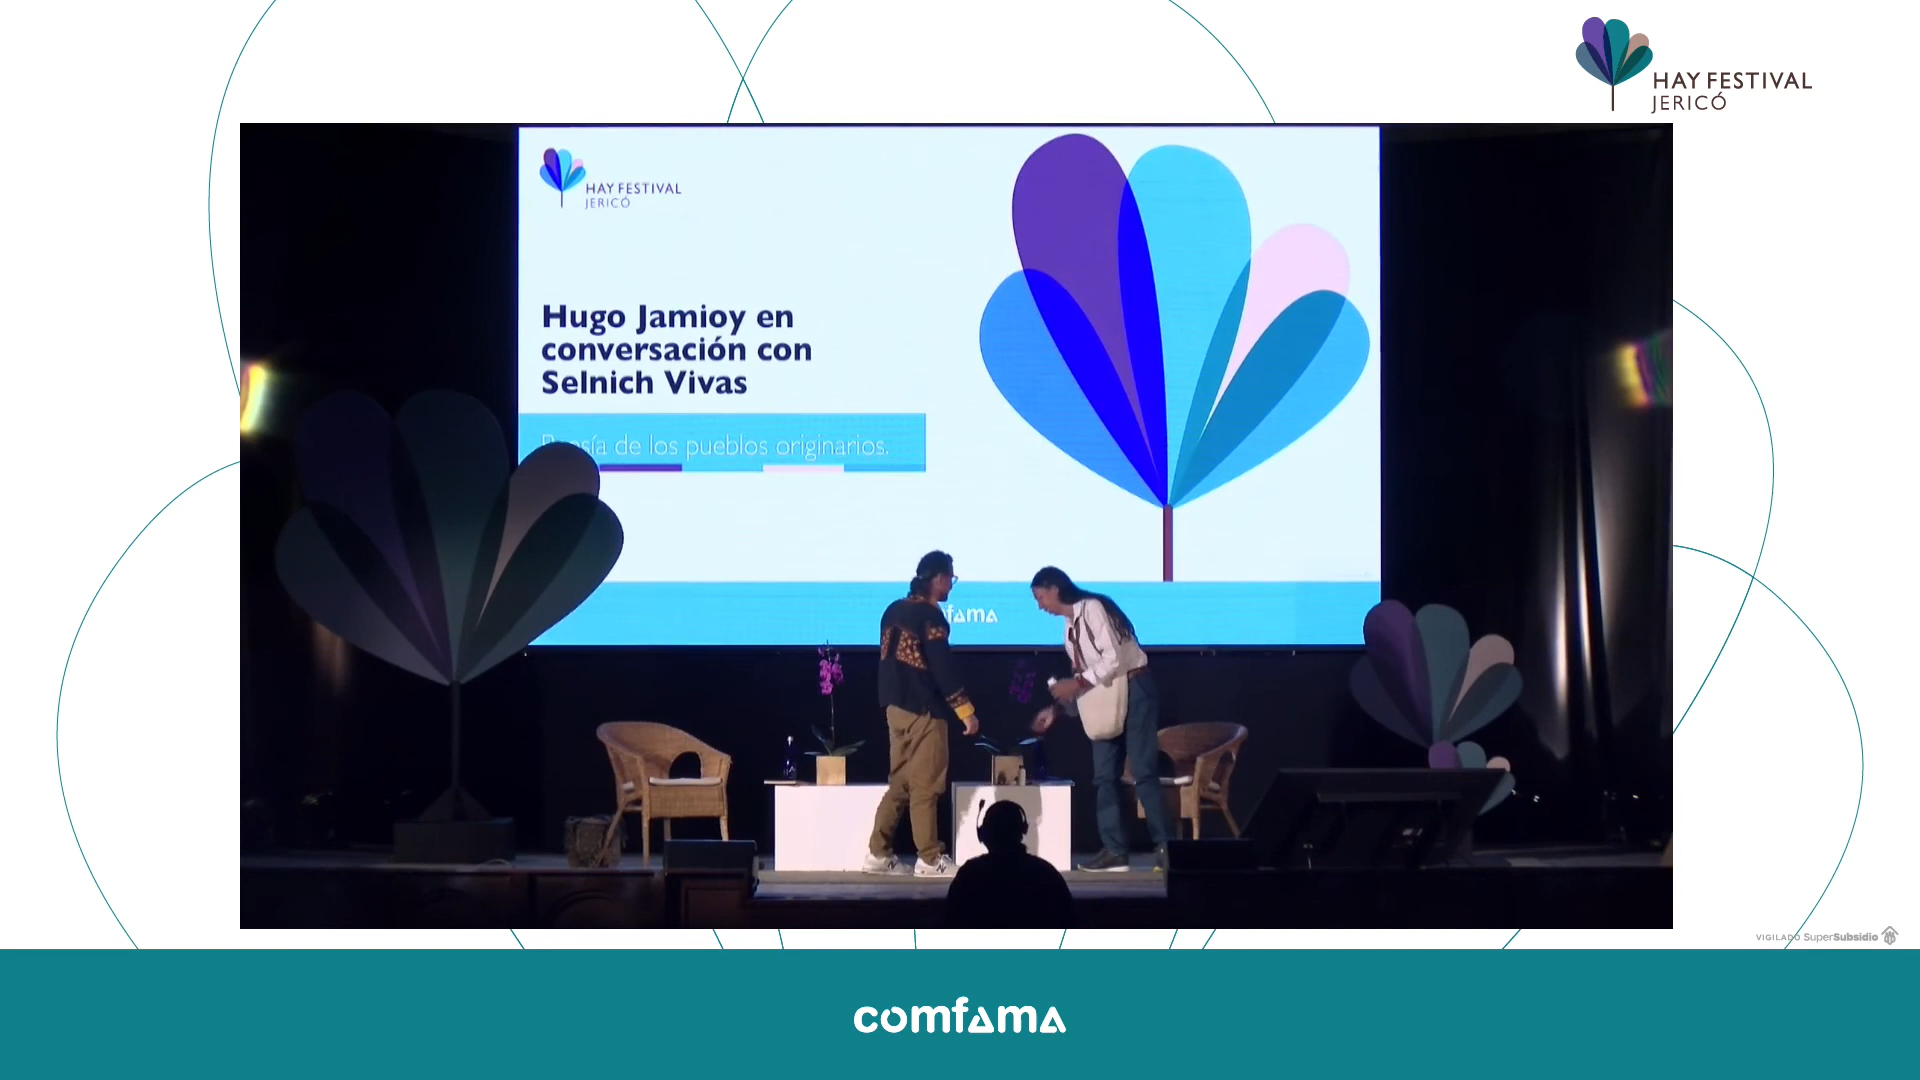 HAY FESTIVAL
JERICÓ
HAY FESTIVAL
JERICÓ
Hugo Jamioy en
conversación con
Selnich Vivas
de los pueblos originarios.
VIGILADO SuperSubsidio
comfama